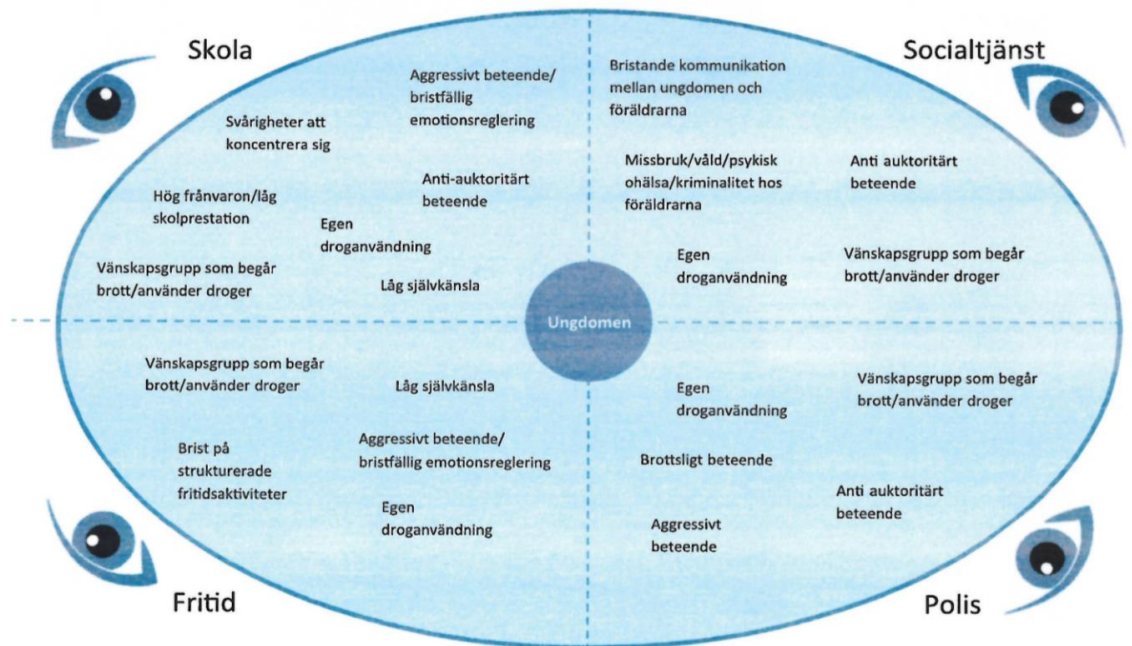 Skola
Aggressivt beteende/
bristfällig
emotionsreglering
Svårigheter att
koncentrera sig
Anti-auktoritärt
beteende
Hög frånvaron/låg
skolprestation
Egen
droganvändning
Vänskapsgrupp som begår
brott/använder droger
Låg självkänsla
Socialtjänst
Bristande kommunikation
mellan ungdomen och
föräldrarna
Missbruk/våld/psykisk
ohälsa/kriminalitet hos
föräldrarna
Anti auktoritärt
beteende
Egen
droganvändning
Vänskapsgrupp som begår
brott/använder droger
Ungdomen
Vänskapsgrupp som begår
brott/använder droger
Låg självkänsla
Brist på
strukturerade
fritidsaktiviteter
Aggressivt beteende/
bristfällig emotionsreglering
Egen
droganvändning
Fritid
Egen
droganvändning
Vänskapsgrupp som begår
brott/använder droger
Brottsligt beteende
Anti auktoritärt
beteende
Aggressivt
beteende
Polis